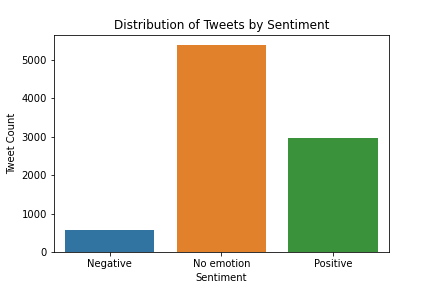 Distribution of Tweets by Sentiment
Tweet Count
5000
4000
3000
2000
1000
0
Negative No emotion Positive
Sentiment